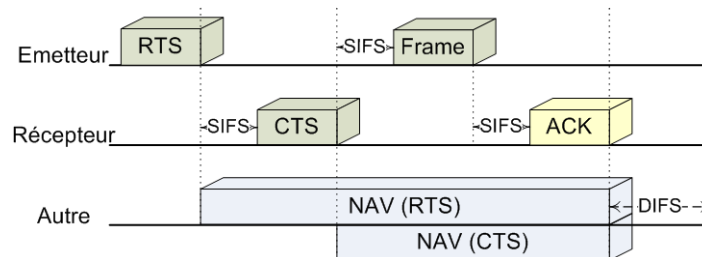 Emetteur RTS SIFS Frame
Récepteur SIFS CTS SIFS ACK
Autre NAV (RTS) DIFS
NAV (CTS)